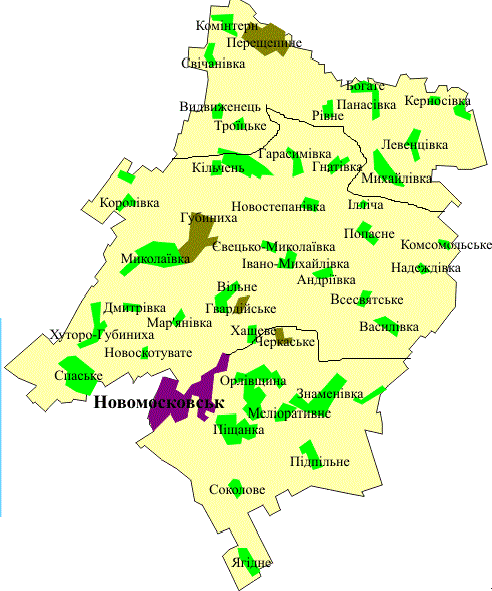 Комінтерн
Перещепине
Свічанівка
Богате
Видвиженець
Рівне
Панасівка
Керносівка
Троїцьке
Левенцівка
Гарасимівка
Кільчень
Гнатівка
Михайлівка
Королівка
Новостепанівка
Ілліча
Губиниха
Попасне
Євецько-Миколаївка
Комсомольське
Миколаївка
Івано-Михайлівка
Надеждівка
Андріївка
Вільне
Всесвятське
Дмитрівка
Гвардійське
Мар'янівка
Василівка
Хуторо-Губиниха
Хащеве
Черкаське
Новоскотувате
Спаське
Орлівщина
Знаменівка
Новомосковськ
Меліоративне
Піщанка
Підпільне
Соколове
Ягідне